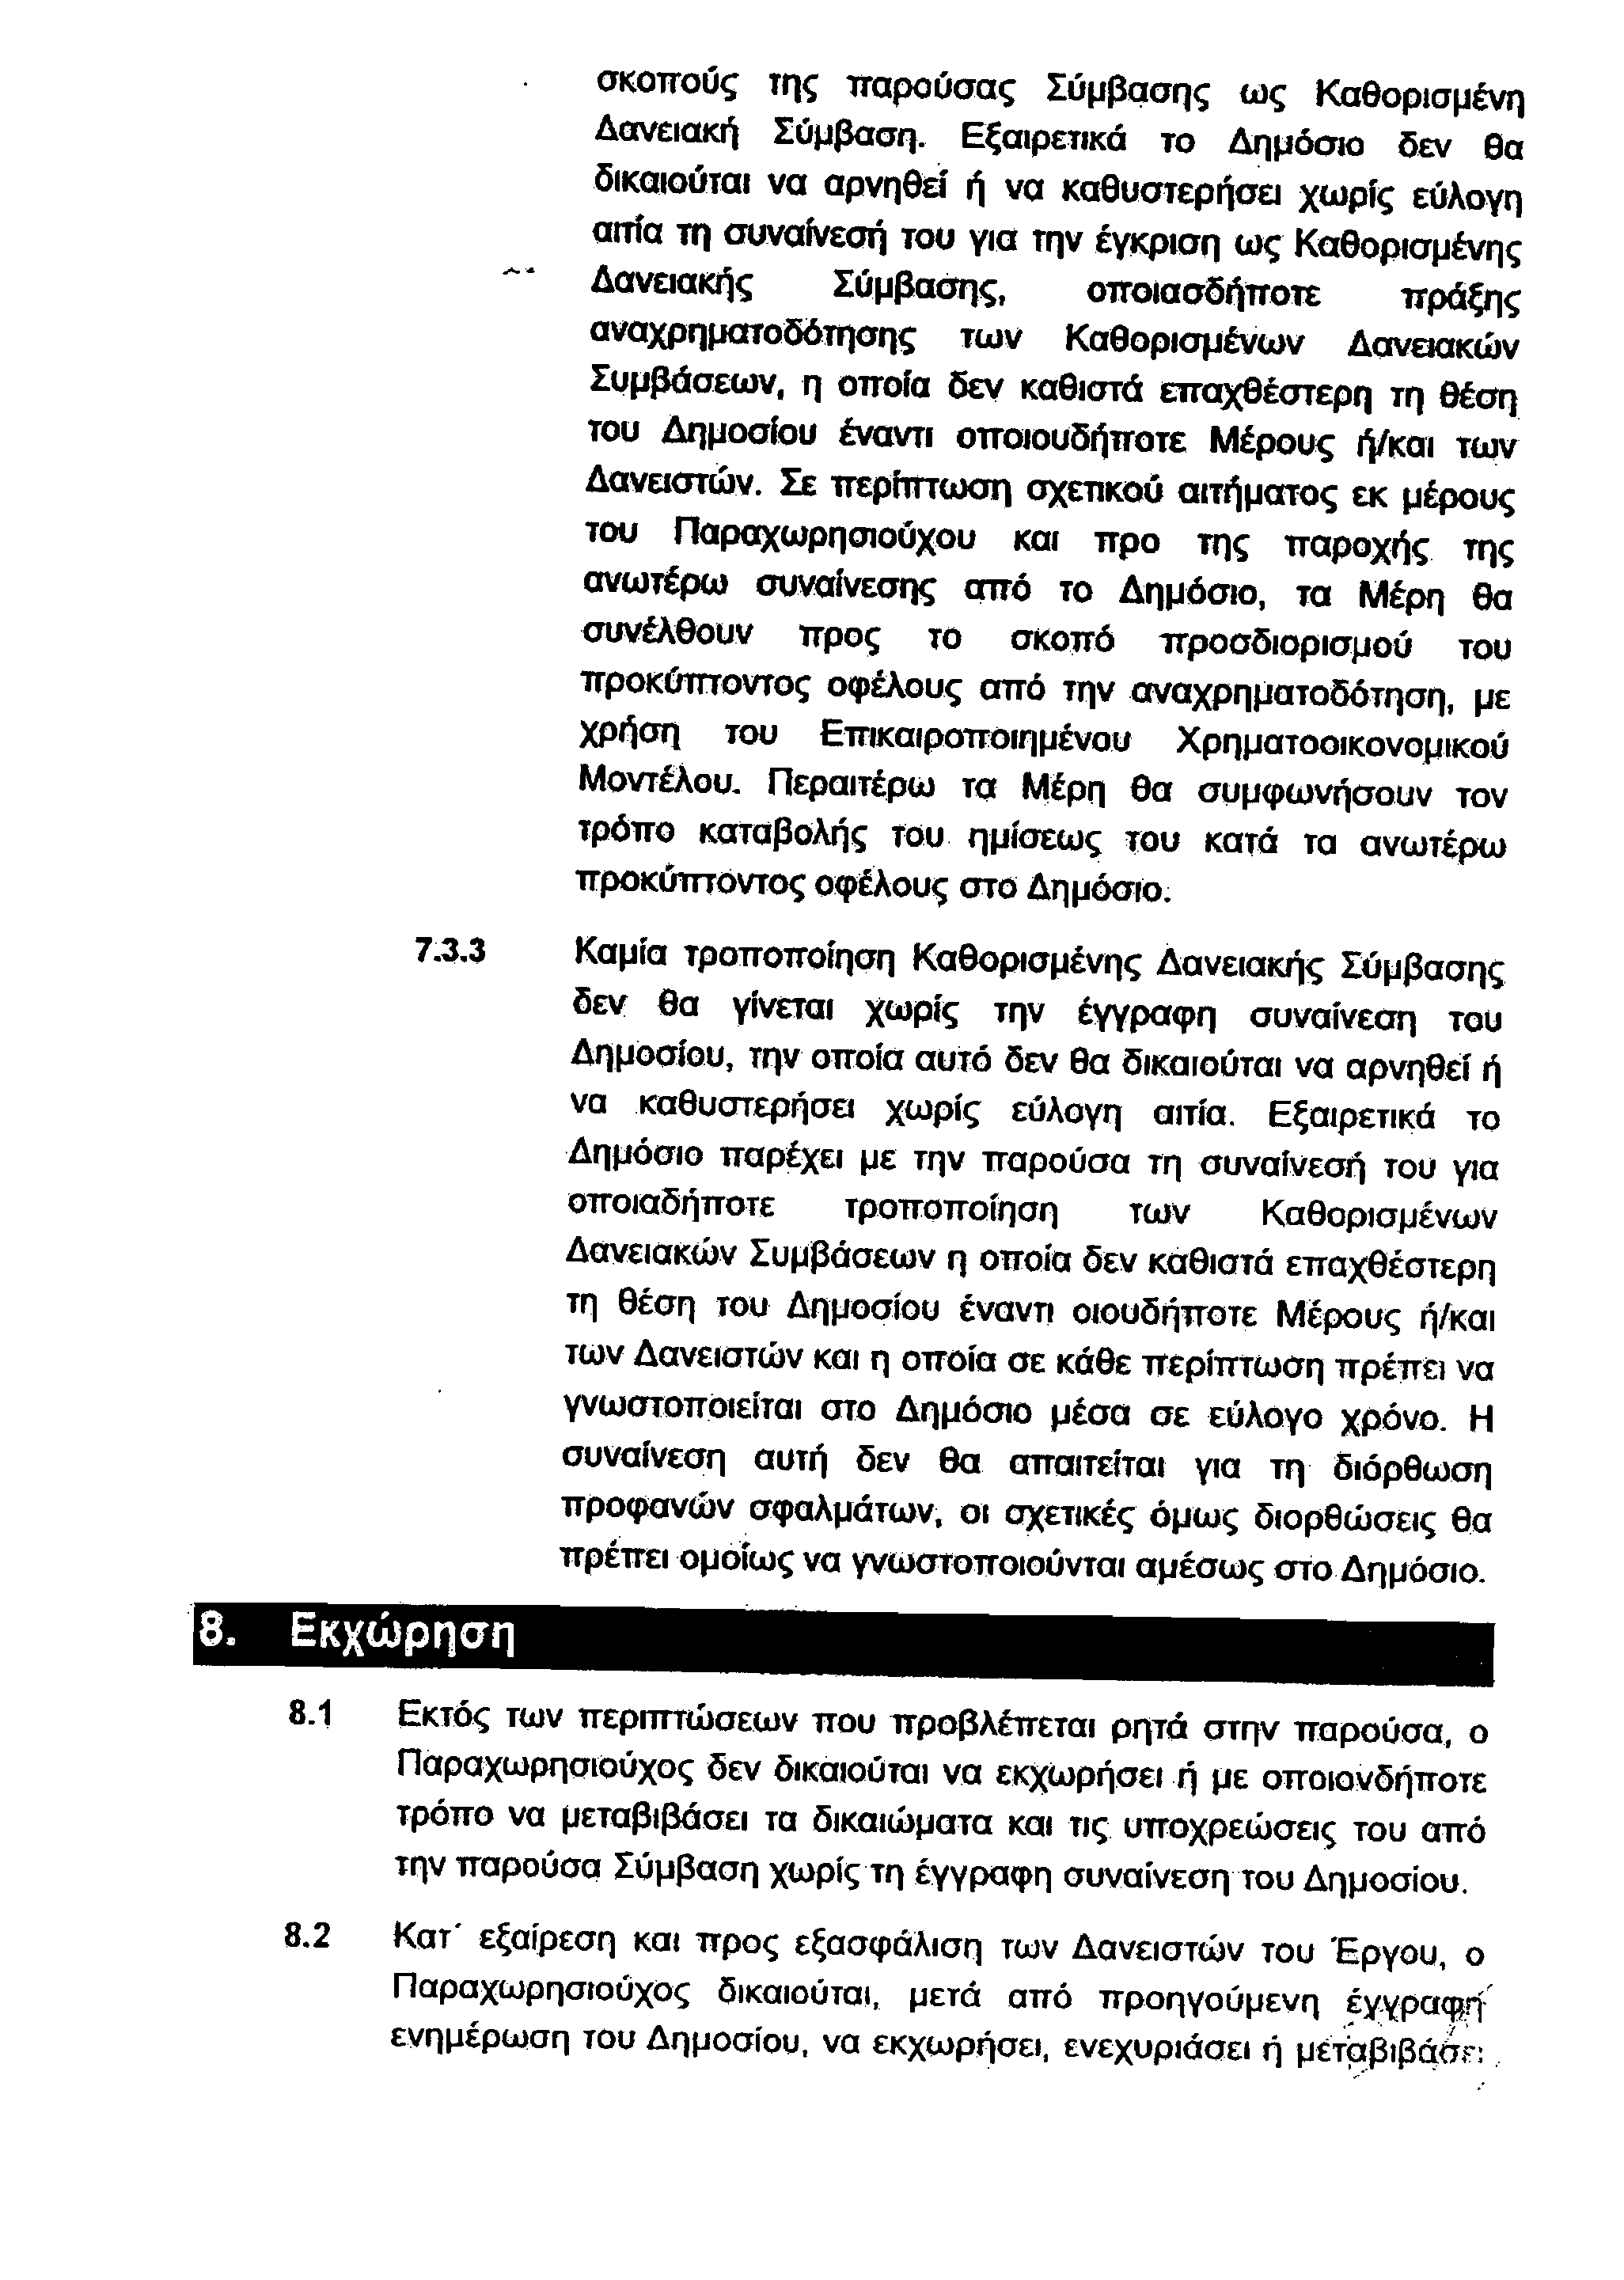 σκοπούς της παρούσας Σύμβασης ως Καθορισμένη
Δανειακή Σύμβαση. Εξαιρετικά το Δημόσιο δεν θα
δικαιούται να αρνηθεί ή να καθυστερήσει χωρίς εύλογη
αιτία τη συναίνεσή του για την έγκριση ως Καθορισμένης
Δανειακής Σύμβασης, οποιασδήποτε πράξης
αναχρηματοδότησης των Καθορισμένων Δανειακών
Συμβάσεων, η οποία δεν καθιστά επαχθέστερη τη θέση
του Δημοσίου έναντι οποιουδήποτε Μέρους ή/και των
Δανειστών. Σε περίπτωση σχετικού αιτήματος εκ μέρους
του Παραχωρησιούχου και προ της παροχής της
ανωτέρω συναίνεσης από το Δημόσιο, τα Μέρη θα
συνέλθουν προς το σκοπό προσδιορισμού του
προκύπτοντος οφέλους από την αναχρηματοδότηση, με
χρήση του Επικαιροποιημένου Χρηματοοικονομικού
Μοντέλου. Περαιτέρω τα Μέρη θα συμφωνήσουν τον
τρόπο καταβολής του ημίσεως του κατά τα ανωτέρω
προκύπτοντος οφέλους στο Δημόσιο.
7.3.3 Καμία τροποποίηση Καθορισμένης Δανειακής Σύμβασης
δεν θα γίνεται χωρίς την έγγραφη συναίνεση του
Δημοσίου, την οποία αυτό δεν θα δικαιούται να αρνηθεί ή
να καθυστερήσει χωρίς εύλογη αιτία. Εξαιρετικά το
Δημόσιο παρέχει με την παρούσα τη συναίνεσή του για
οποιαδήποτε τροποποίηση των Καθορισμένων
Δανειακών Συμβάσεων η οποία δεν καθιστά επαχθέστερη
τη θέση του Δημοσίου έναντι οιουδήποτε Μέρους ή/και
των Δανειστών και η οποία σε κάθε περίπτωση πρέπει να
γνωστοποιείται στο Δημόσιο μέσα σε εύλογο χρόνο. Η
συναίνεση αυτή δεν θα απαιτείται για τη διόρθωση
προφανών σφαλμάτων, οι σχετικές όμως διορθώσεις θα
πρέπει ομοίως να γνωστοποιούνται αμέσως στο Δημόσιο.
8. Εκχώρηση
8.1 Εκτός των περιπτώσεων που προβλέπεται ρητά στην παρούσα, ο
Παραχωρησιούχος δεν δικαιούται να εκχωρήσει ή με οποιονδήποτε
τρόπο να μεταβιβάσει τα δικαιώματα και τις υποχρεώσεις του από
την παρούσα Σύμβαση χωρίς τη έγγραφη συναίνεση του Δημοσίου.
8.2 Κατ΄ εξαίρεση και προς εξασφάλιση των Δανειστών του Έργου, ο
Παραχωρησιούχος δικαιούται, μετά από προηγούμενη έγγραφή
ενημέρωση του Δημοσίου, να εκχωρήσει, ενεχυριάσει ή μεταβιβάσει